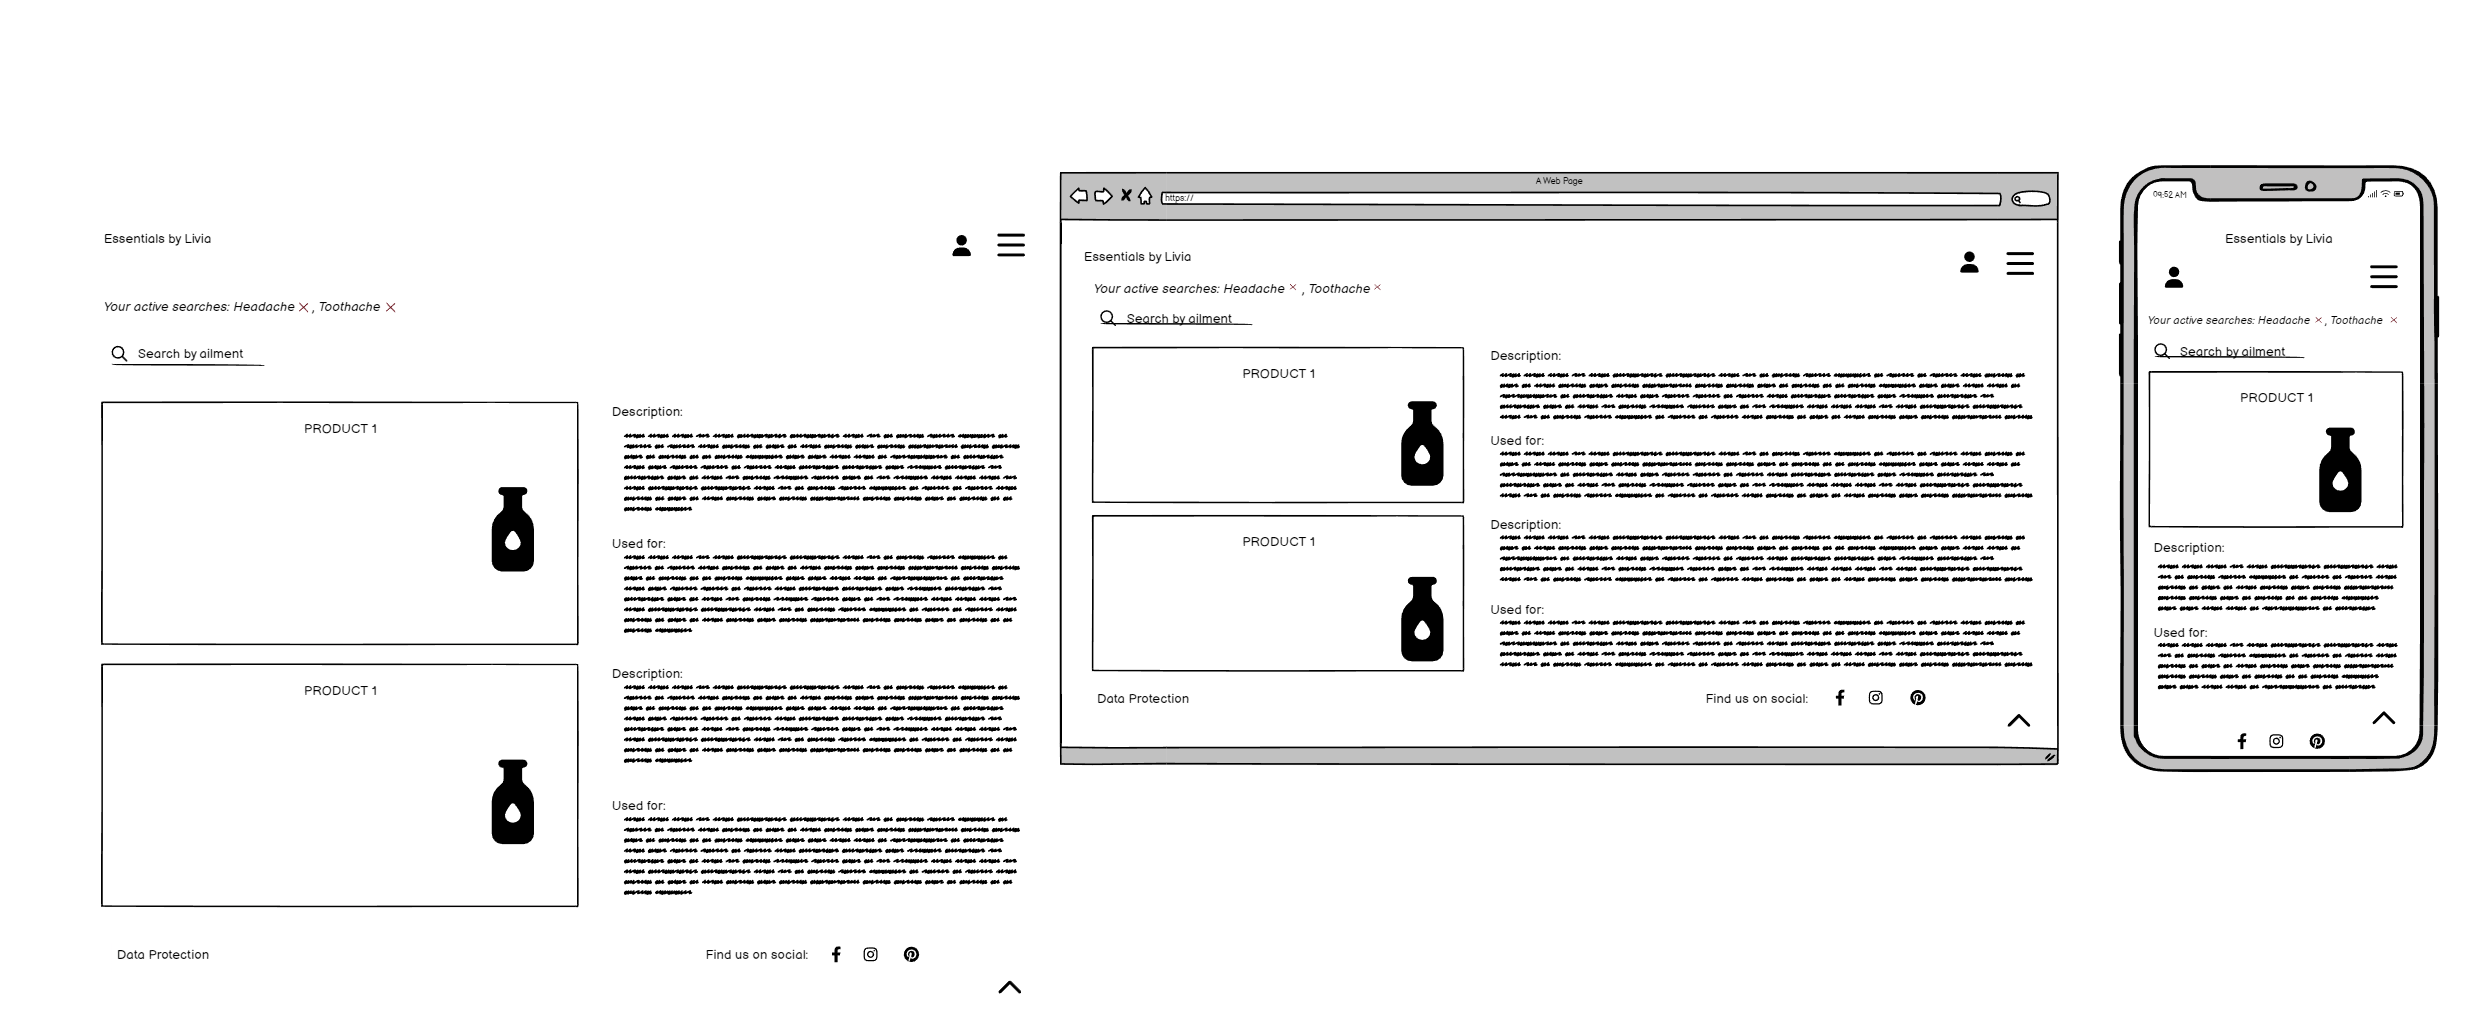 Essentials by Livia
Your active searches: Headache , Toothache
Search by ailment
PRODUCT 1
Description:
Used for:
PRODUCT 1
Description:
Used for:
Data Protection
Find us on social:
A Web Page
https://
Essentials by Livia
Your active searches: Headache , Toothache
Search by ailment
PRODUCT 1
Description:
Used for:
PRODUCT 1
Description:
Used for:
Data Protection
Find us on social:
09:52 AM
Essentials by Livia
Your active searches: Headache , Toothache
Search by ailment
PRODUCT 1
Description:
Used for: